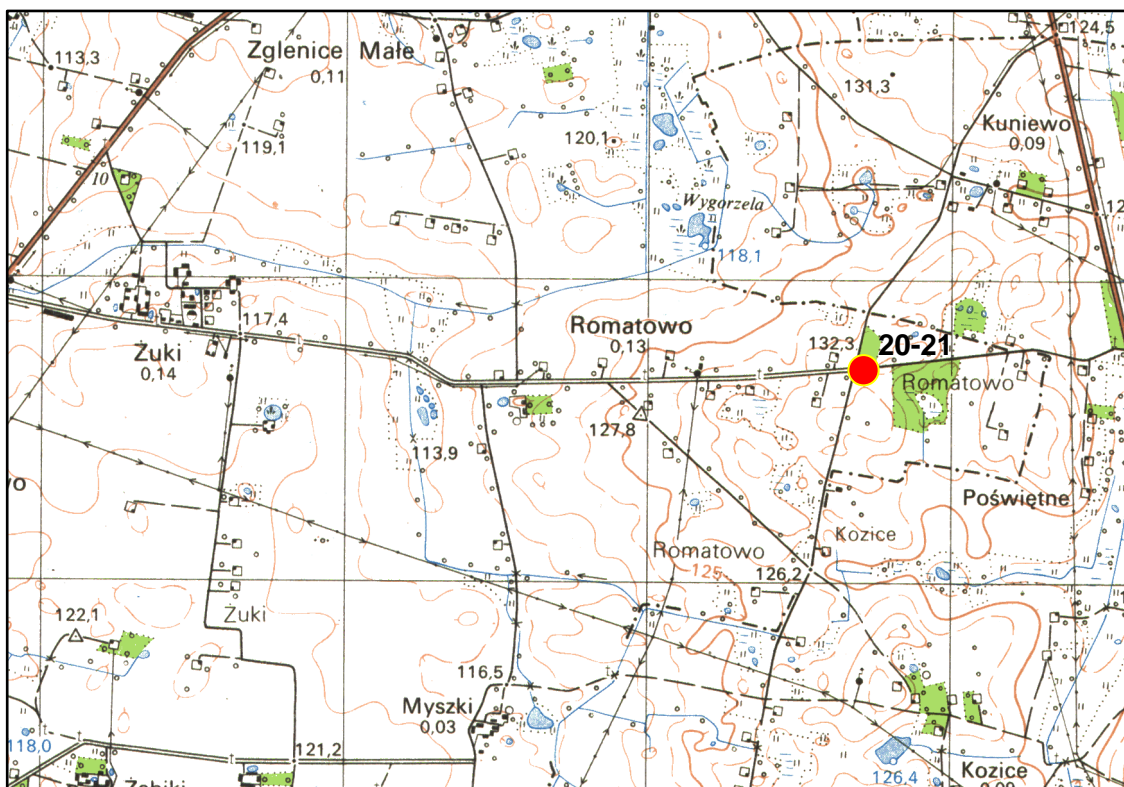 124,5
113,3
Zglenice Małe
0,11
131,3
Kuniewo
0,09
119,1
120,1
10
Wygorzela
118,1
12
Romatowo
0,13
117,4
132,3
20-21
Żuki
0,14
Romatowo
127,8
113,9
wo
Poświętne
Kozice
Romatowo
125
126,2
122,1
Żuki
116,5
Myszki
0,03
118,0
121,2
126,4
Kozice